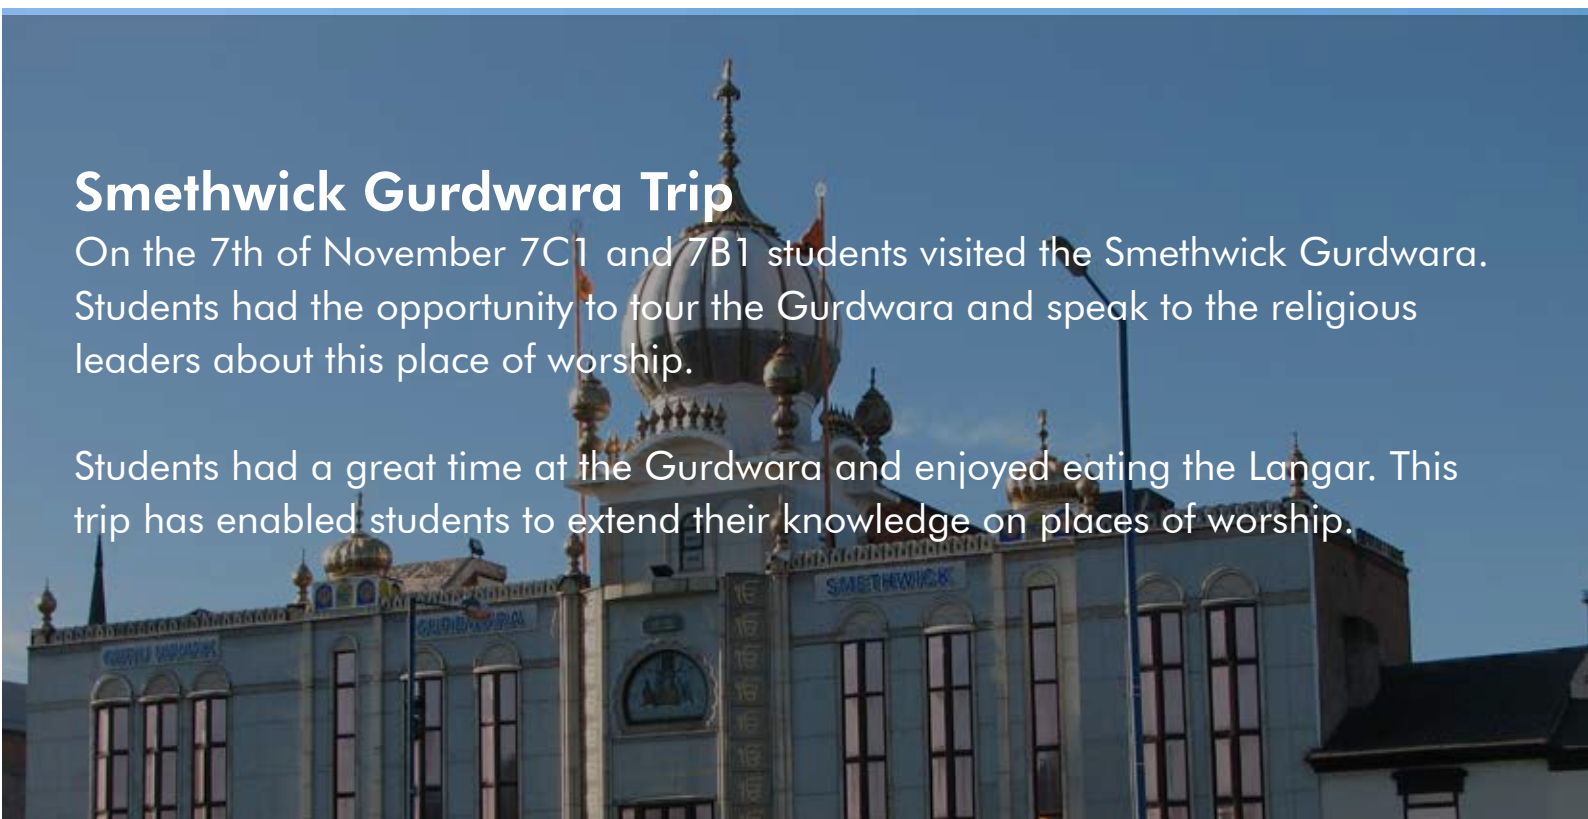 Smethwick Gurdwara Trip
On the 7th of November 7C1 and 7B1 students visited the Smethwick Gurdwara.
Students had the opportunity to tour the Gurdwara and speak to the religious
leaders about this place of worship.
Students had a great time at the Gurdwara and enjoyed eating the Langar. This
trip has enabled students to extend their knowledge on places of worship.
SMETHWICK
GURDWARA
GURU NANAK